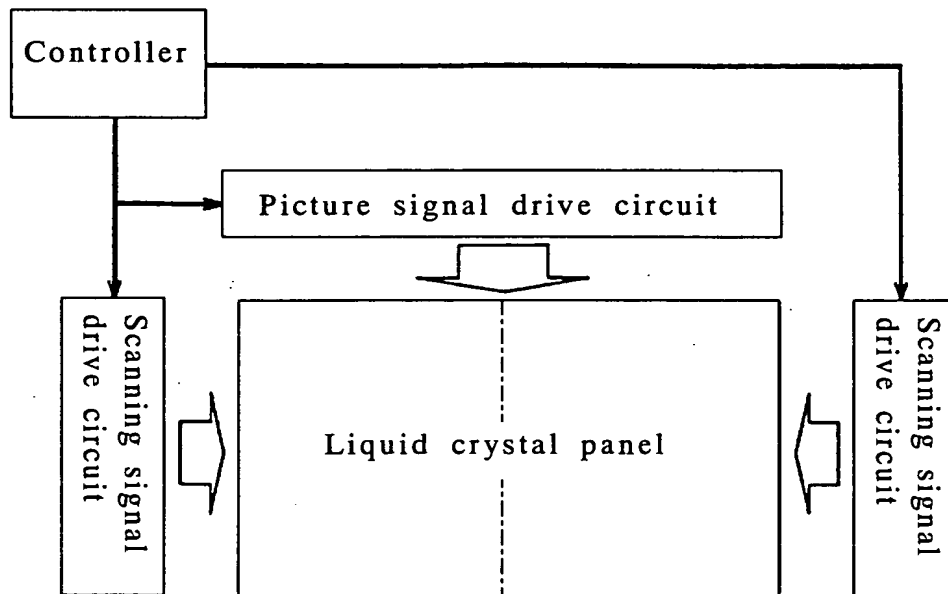 Controller
Picture signal drive circuit
Scanning signal
drive circuit
Liquid crystal panel
Scanning signal
drive circuit